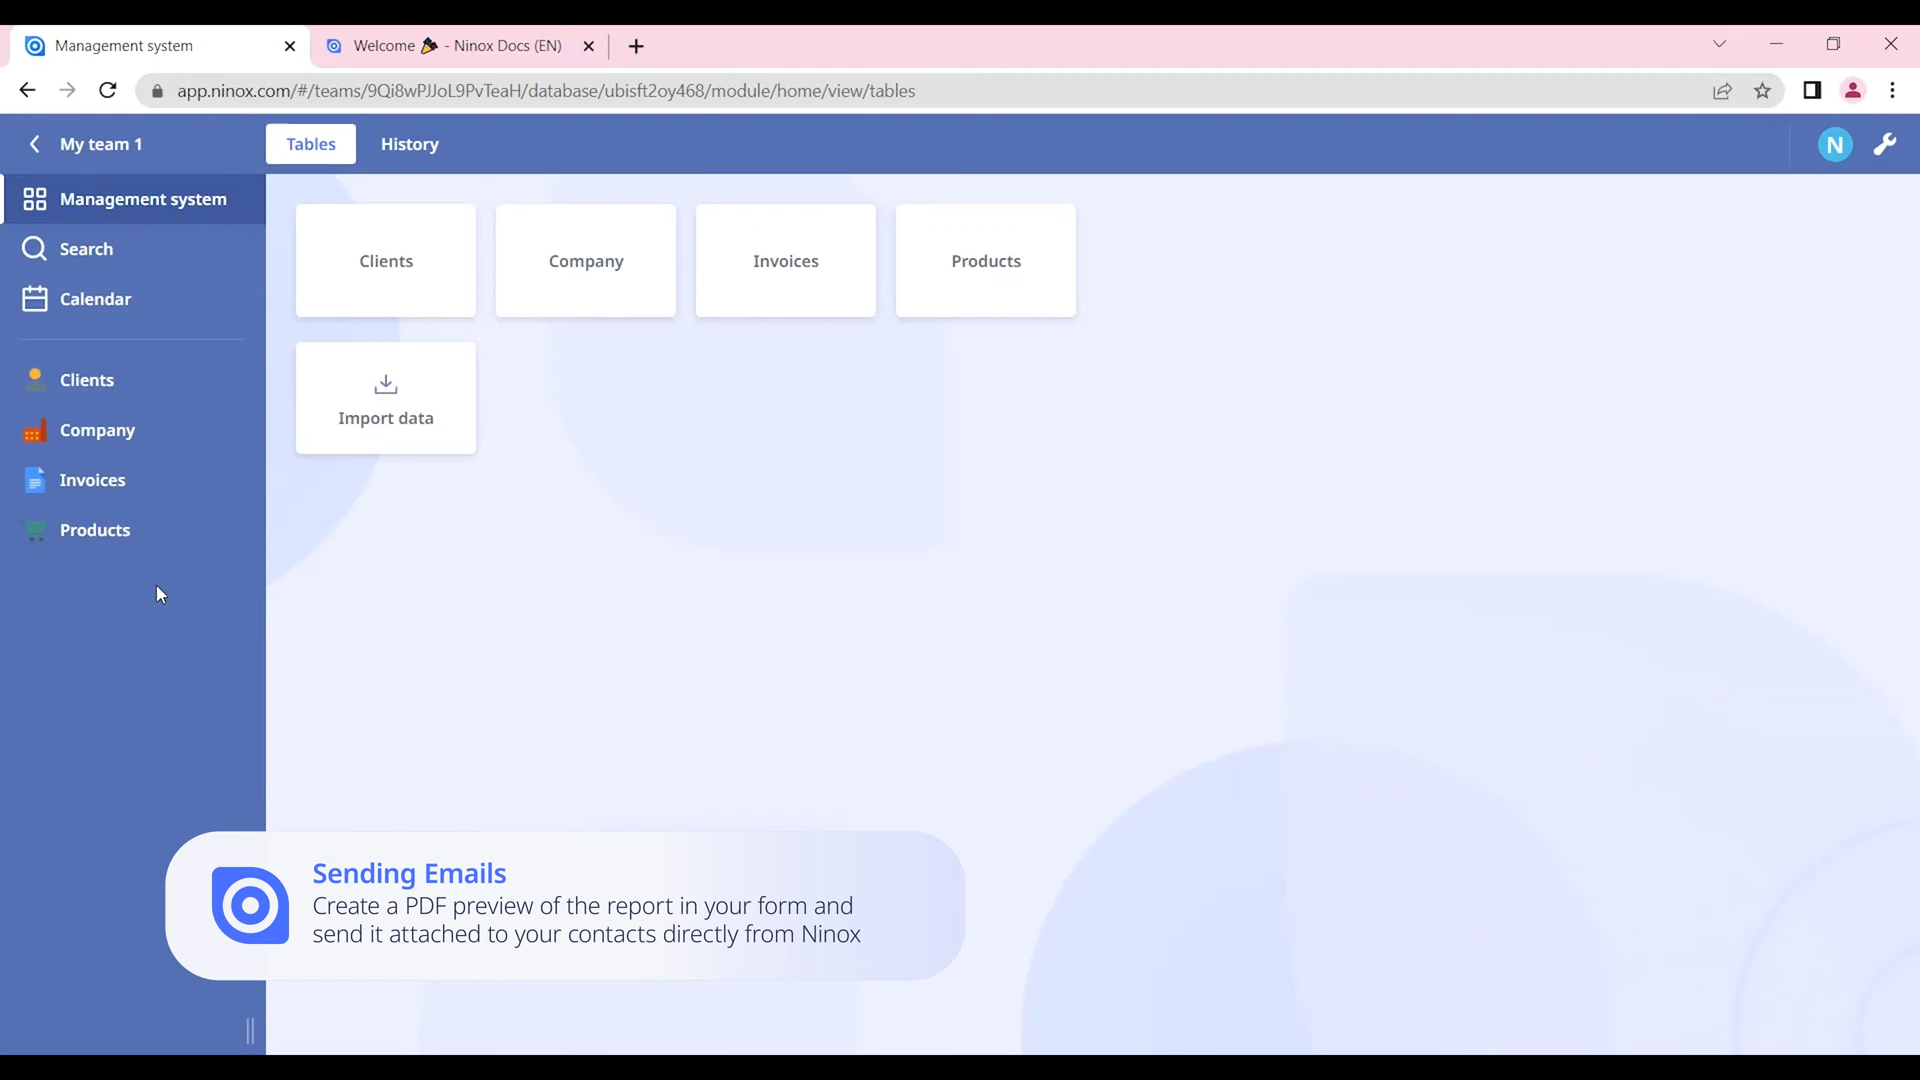 Management system
Welcome 🎉 - Ninox Docs (EN)
app.ninox.com/#/teams/9Qi8wPJJoL9PvTeaH/database/ubisft2oy468/module/home/view/tables
My team 1
Tables
History
N
Management system
Search
Calendar
Clients
Company
Invoices
Products
Clients
Company
Invoices
Products
Import data
Sending Emails
Create a PDF preview of the report in your form and
send it attached to your contacts directly from Ninox